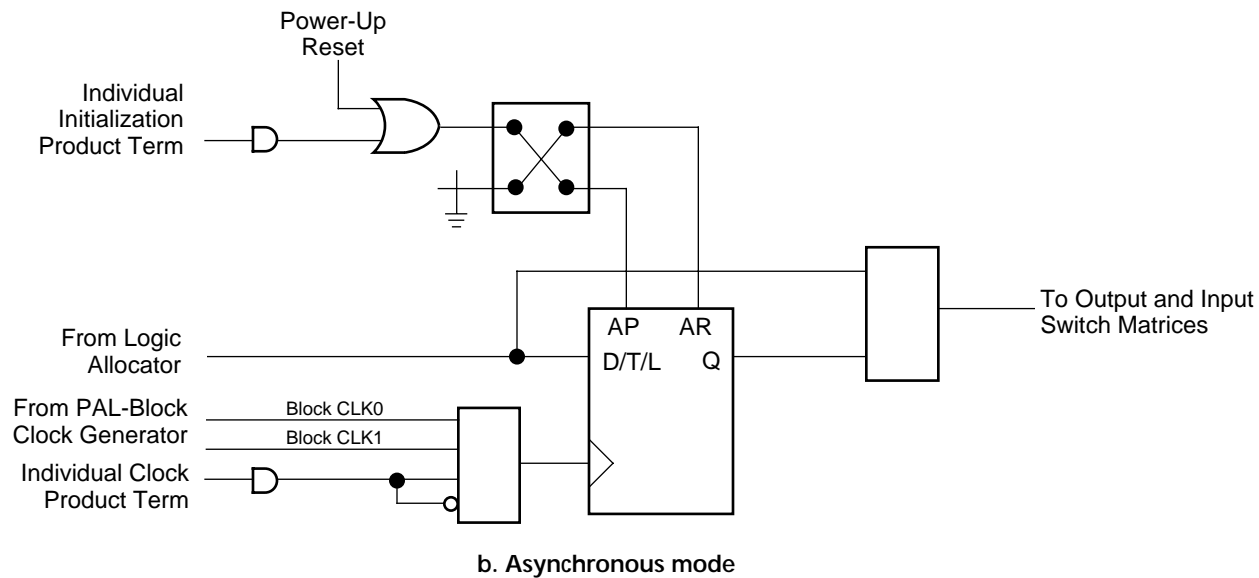 Power-Up
Reset
Individual
Initialization
Product Term
AP AR
D/T/L Q
To Output and Input
Switch Matrices
From Logic
Allocator
From PAL-Block
Clock Generator
Block CLK0
Block CLK1
Individual Clock
Product Term
b. Asynchronous mode